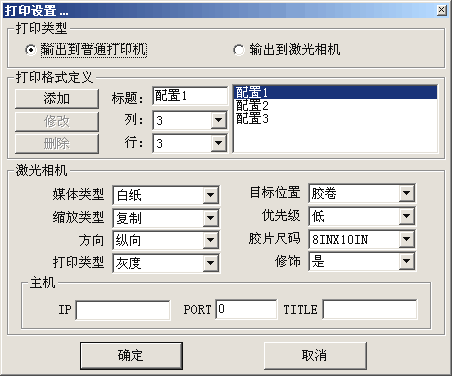 打印设置 ...
打印类型
输出到普通打印机 输出到激光相机
打印格式定义
添加 标题： 配置1 配置1
配置2
修改 列： 3 配置3
删除 行： 3
激光相机
媒体类型 白纸 目标位置 胶卷
缩放类型 复制 优先级 低
方向 纵向 胶片尺码 8INX10IN
打印类型 灰度 修饰 是
主机
IP PORT 0 TITLE
确定 取消